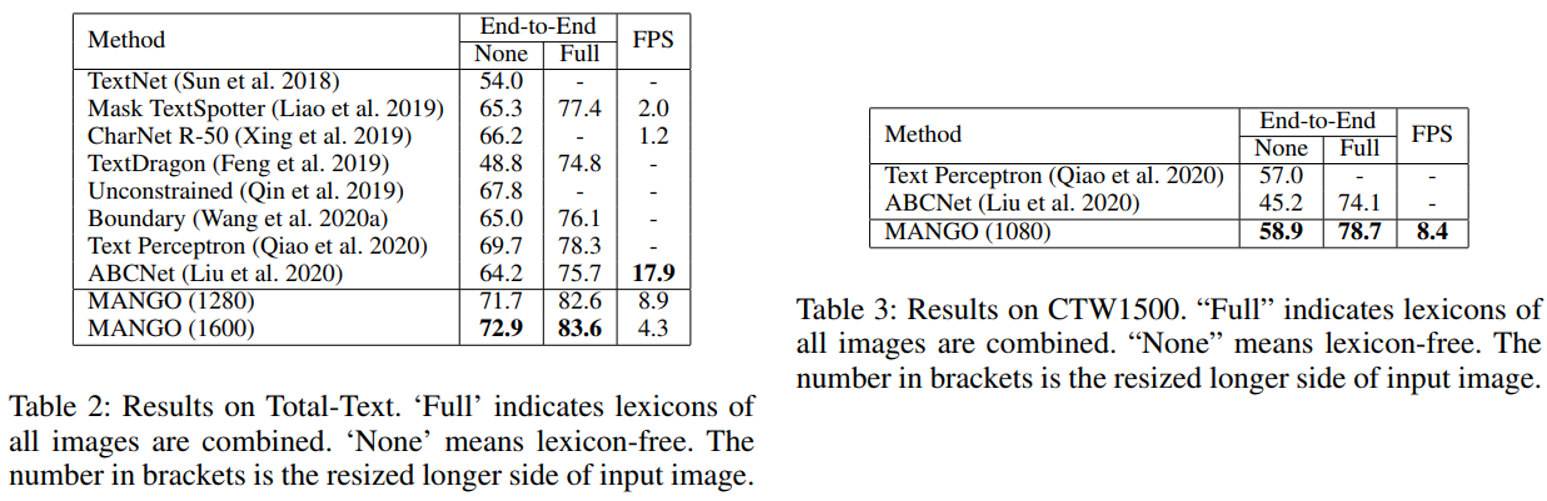 Method End-to-End FPS
None Full
TextNet (Sun et al. 2018) 54.0 - -
Mask TextSpotter (Liao et al. 2019) 65.3 77.4 2.0
CharNet R-50 (Xing et al. 2019) 66.2 - 1.2
TextDragon (Feng et al. 2019) 48.8 74.8 -
Unconstrained (Qin et al. 2019) 67.8 - -
Boundary (Wang et al. 2020a) 65.0 76.1 -
Text Perceptron (Qiao et al. 2020) 69.7 78.3 -
ABCNet (Liu et al. 2020) 64.2 75.7 17.9
MANGO (1280) 71.7 82.6 8.9
MANGO (1600) 72.9 83.6 4.3
Table 2: Results on Total-Text. ‘Full’ indicates lexicons of
all images are combined. ‘None’ means lexicon-free. The
number in brackets is the resized longer side of input image.
Method End-to-End FPS
None Full
Text Perceptron (Qiao et al. 2020) 57.0 - -
ABCNet (Liu et al. 2020) 45.2 74.1 -
MANGO (1080) 58.9 78.7 8.4
Table 3: Results on CTW1500. “Full” indicates lexicons of
all images are combined. “None” means lexicon-free. The
number in brackets is the resized longer side of input image.